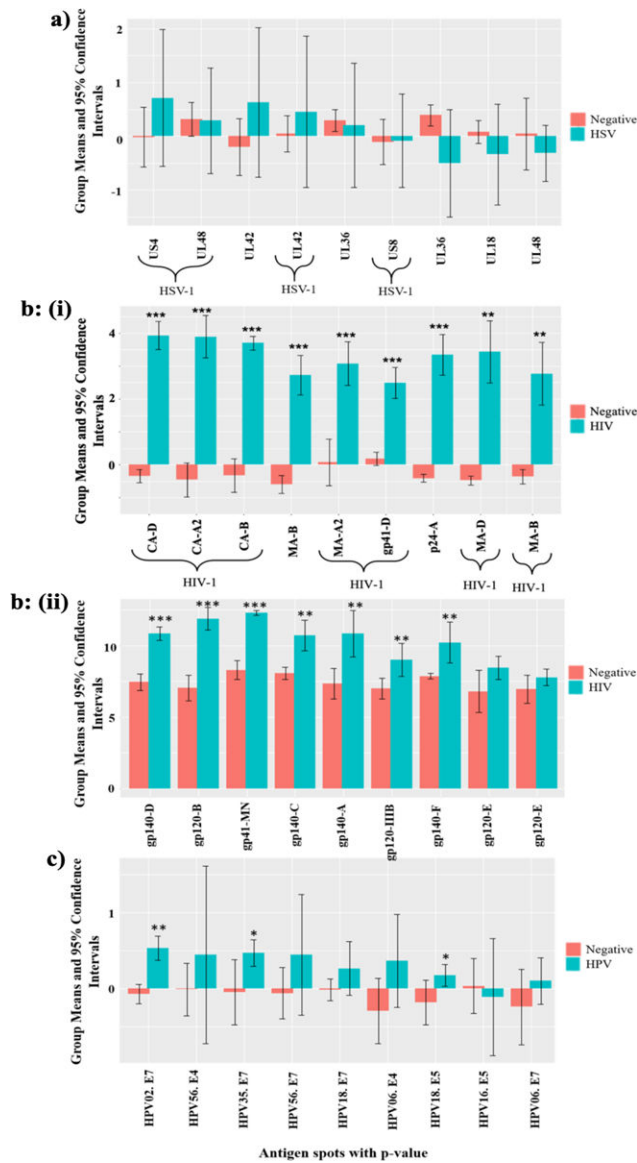 a)
Group Means and 95% Confidence
Intervals
2
1
0
-1
Negative
HSV
US4
UL48
UL42
UL42
UL36
US8
UL36
UL18
UL48
HSV-1
HSV-1
HSV-1
b: (i)
Group Means and 95% Confidence
Intervals
4
2
0
***
***
***
***
***
***
***
**
**
Negative
HIV
CA-D
CA-A2
CA-B
MA-B
MA-A2
gp41-D
p24-A
MA-D
MA-B
HIV-1
HIV-1
HIV-1
HIV-1
b: (ii)
Group Means and 95% Confidence
Intervals
10
5
0
***
***
***
**
**
**
**
Negative
HIV
gp140-D
gp120-B
gp41-MN
gp140-C
gp140-A
gp120-IIIB
gp140-F
gp120-E
gp120-E
c)
Group Means and 95% Confidence
Intervals
1
0
**
*
*
Negative
HPV
HPV02. E7
HPV56. E4
HPV35. E7
HPV56. E7
HPV18. E7
HPV06. E4
HPV18. E5
HPV16. E5
HPV06. E7
Antigen spots with p-value